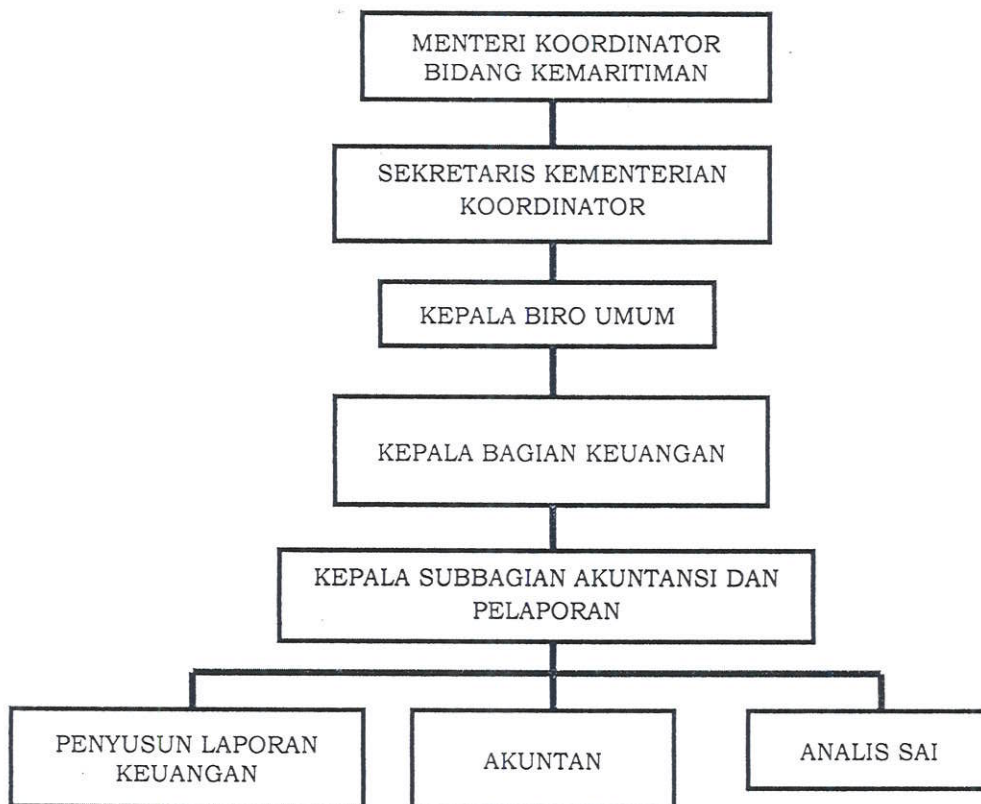 MENTERI KOORDINATOR
BIDANG KEMARITIMAN
SEKRETARIS KEMENTERIAN
KOORDINATOR
KEPALA BIRO UMUM
KEPALA BAGIAN KEUANGAN
KEPALA SUBBAGIAN AKUNTANSI DAN
PELAPORAN
PENYUSUN LAPORAN
KEUANGAN
AKUNTAN
ANALIS SAI